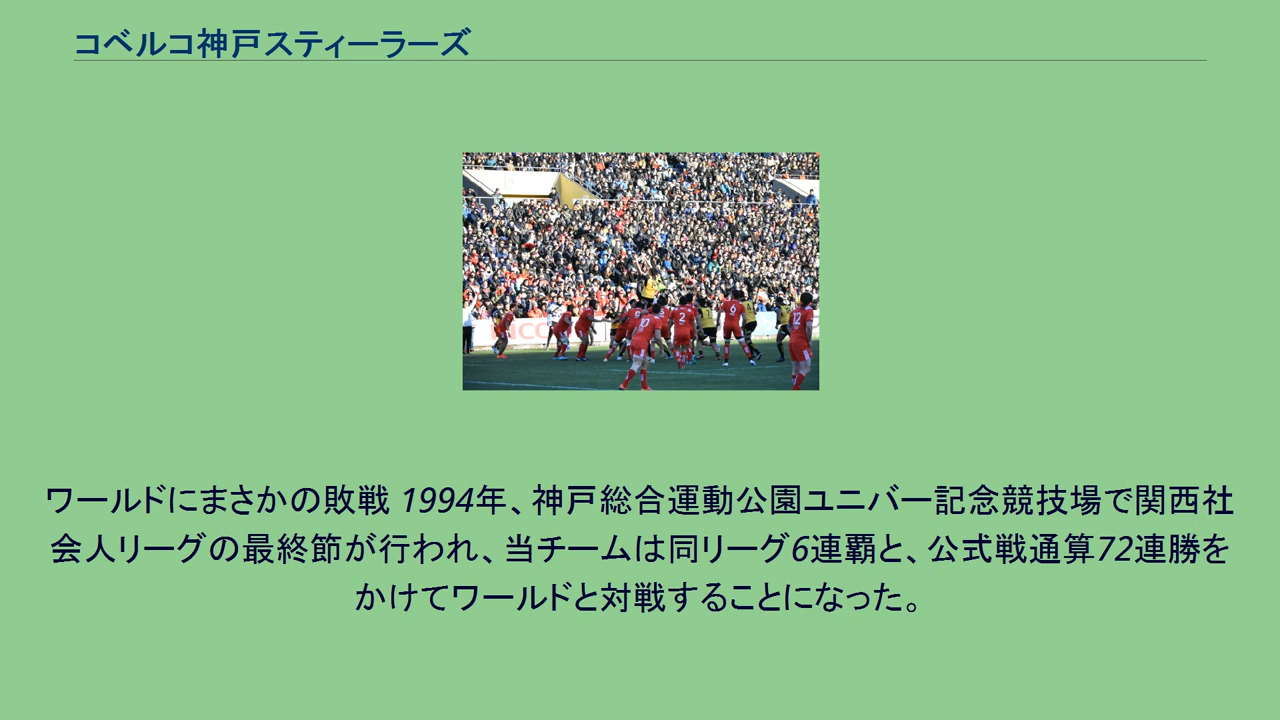 コベルコ神戸スティーラーズ
ワールドにまさかの敗戦 1994年、神戸総合運動公園ユニバー記念競技場で関西社
会人リーグの最終節が行われ、当チームは同リーグ6連覇と、公式戦通算72連勝を
かけてワールドと対戦することになった。